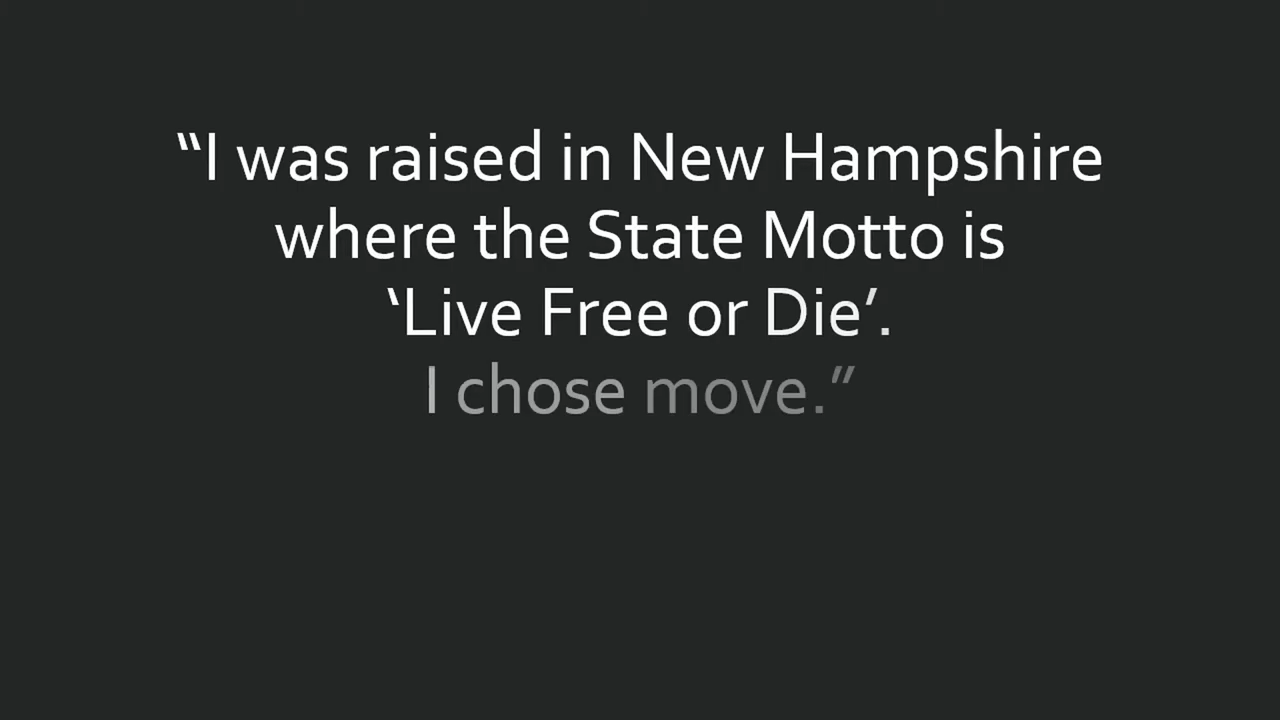 “I was raised in New Hampshire
where the State Motto is
‘Live Free or Die’.
I chose move.”